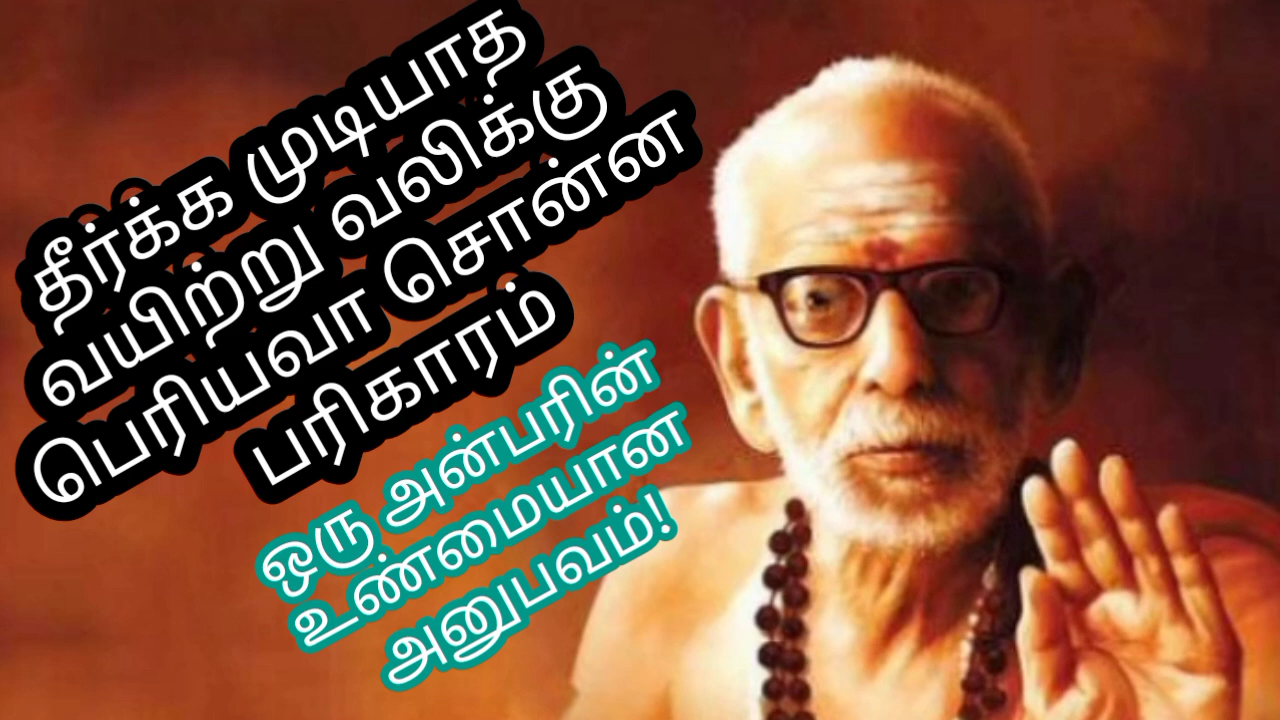 தீர்க்க முடியாத
வயிற்று வலிக்கு
பெரியவா சொன்ன
பரிகாரம்
ஒரு அன்பரின்
உண்மையான
அனுபவம்!